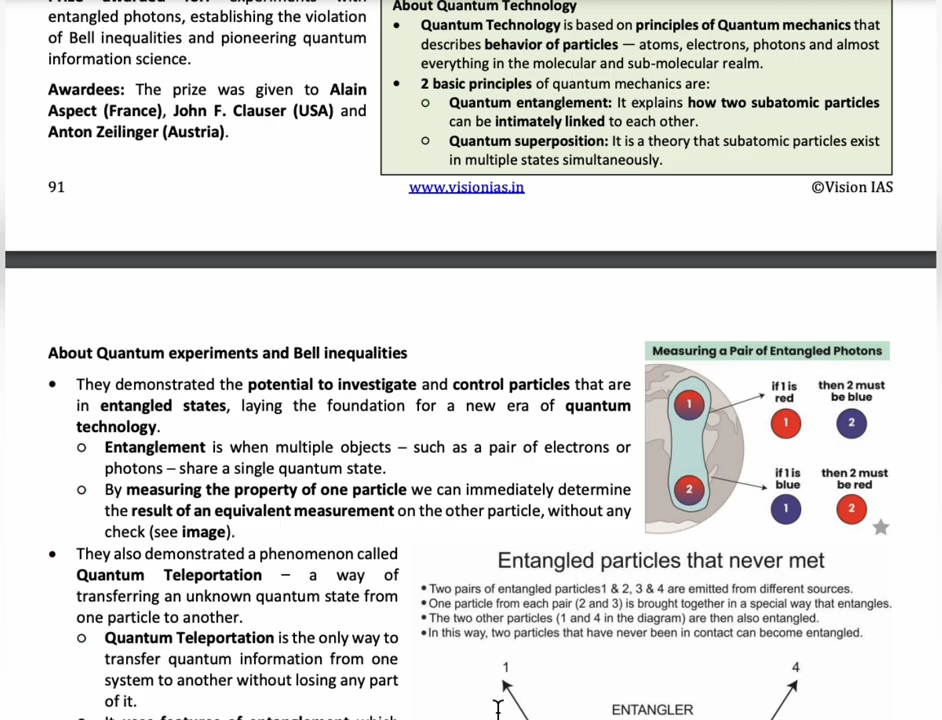 entangled photons, establishing the violation
of Bell inequalities and pioneering quantum
information science.
Awardees: The prize was given to Alain
Aspect (France), John F. Clauser (USA) and
Anton Zeilinger (Austria).
About Quantum Technology
• Quantum Technology is based on principles of Quantum mechanics that
describes behavior of particles — atoms, electrons, photons and almost
everything in the molecular and sub-molecular realm.
• 2 basic principles of quantum mechanics are:
o Quantum entanglement: It explains how two subatomic particles
can be intimately linked to each other.
o Quantum superposition: It is a theory that subatomic particles exist
in multiple states simultaneously.
91
www.visionias.in
©Vision IAS
About Quantum experiments and Bell inequalities
• They demonstrated the potential to investigate and control particles that are
in entangled states, laying the foundation for a new era of quantum
technology.
o Entanglement is when multiple objects – such as a pair of electrons or
photons – share a single quantum state.
o By measuring the property of one particle we can immediately determine
the result of an equivalent measurement on the other particle, without any
check (see image).
Measuring a Pair of Entangled Photons
1
2
if 1 is
red
then 2 must
be blue
1
2
if 1 is
blue
then 2 must
be red
1
2
• They also demonstrated a phenomenon called
Quantum Teleportation – a way of
transferring an unknown quantum state from
one particle to another.
o Quantum Teleportation is the only way to
transfer quantum information from one
system to another without losing any part
of it.
Entangled particles that never met
• Two pairs of entangled particles1 & 2, 3 & 4 are emitted from different sources.
• One particle from each pair (2 and 3) is brought together in a special way that entangles.
• The two other particles (1 and 4 in the diagram) are then also entangled.
• In this way, two particles that have never been in contact can become entangled.
1
4
ENTANGLER